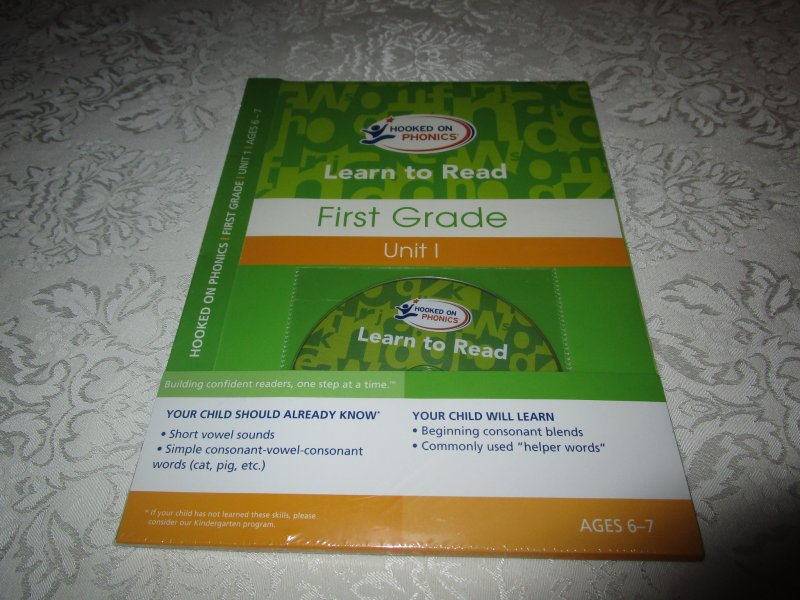 HOOKED ON PHONICS | FIRST GRADE | UNIT 1 | AGES 6–7
HOOKED ON
PHONICS®
Learn to Read
First Grade
Unit 1
HOOKED ON
PHONICS®
Learn to Read
Building confident readers, one step at a time.™
YOUR CHILD SHOULD ALREADY KNOW*
• Short vowel sounds
• Simple consonant-vowel-consonant
words (cat, pig, etc.)
YOUR CHILD WILL LEARN
• Beginning consonant blends
• Commonly used "helper words"
* If your child has not learned these skills, please
consider our Kindergarten program.
AGES 6–7